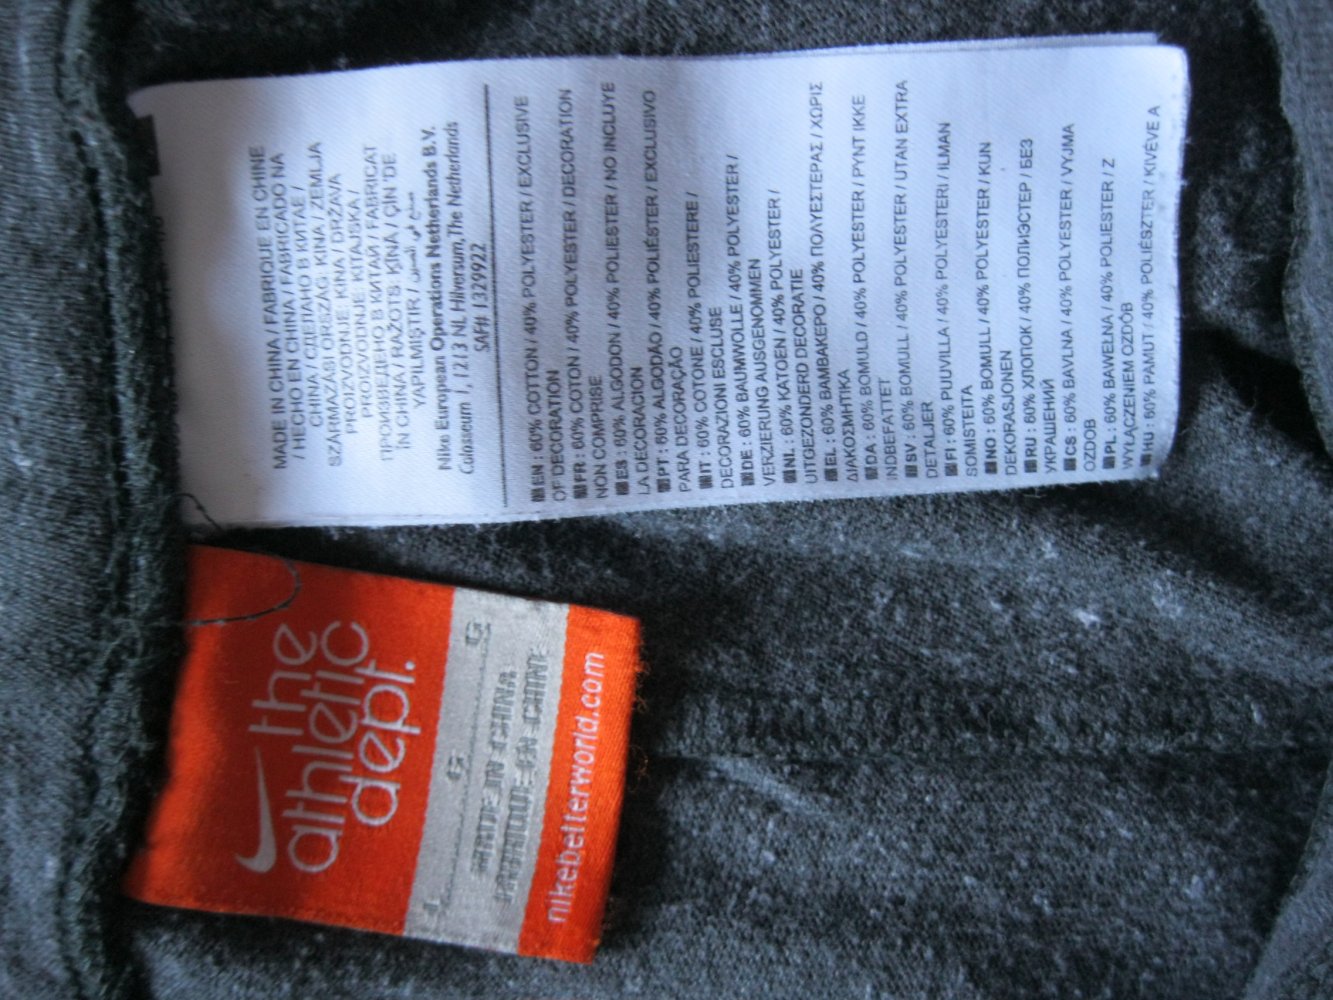 MADE IN CHINA / FABRIQUE EN CHINE
/ HECHO EN CHINA / FABRICADO NA
CHINA / СДЕЛАНО В КИТАЕ /
SZÁRMAZÁSI ORSZÁG: KINA / ZEMLJA
PROIZVODNJE: KINA DRŽAVA
PROIZVODNJE KITAJSKA /
ПРОИЗВЕДЕНО В КИТАЙ / FABRICAT
IN CHINA / RAŽOTS ĶĪNĀ / ÇİN 'DE
YAPILMIŞTIR / صنع في الصين
Nike European Operations Netherlands B.V.
Colosseum 1, 1213 NL Hilversum, The Netherlands
SAP# 1329922
EN : 60% COTTON / 40% POLYESTER / EXCLUSIVE
OF DECORATION
FR : 60% COTON / 40% POLYESTER / DECORATION
NON COMPRISE
ES : 60% ALGODON / 40% POLIESTER / NO INCLUYE
LA DECORACION
PT : 60% ALGODÃO / 40% POLIÉSTER / EXCLUSIVO
PARA DECORAÇÃO
IT : 60% COTONE / 40% POLIESTERE /
DECORAZIONI ESCLUSE
DE : 60% BAUMWOLLE / 40% POLYESTER /
VERZIERUNG AUSGENOMMEN
NL : 60% KATOEN / 40% POLYESTER /
UITGEZONDERD DECORATIE
EL : 60% ΒΑΜΒΑΚΕΡΟ / 40% ΠΟΛΥΕΣΤΕΡΑΣ / ΧΩΡΙΣ
ΔΙΑΚΟΣΜΗΤΙΚΑ
DA : 60% BOMULD / 40% POLYESTER / PYNT IKKE
INDBEFATTET
SV : 60% BOMULL / 40% POLYESTER / UTAN EXTRA
DETALJER
FI : 60% PUUVILLA / 40% POLYESTERI / ILMAN
SOMISTEITA
NO : 60% BOMULL / 40% POLYESTER / KUN
DEKORASJONEN
RU : 60% ХЛОПОК / 40% ПОЛИЭСТЕР / БЕЗ
УКРАШЕНИЙ
CS : 60% BAVLNA / 40% POLYESTER / VYJMA
OZDOB
PL : 60% BAWEŁNA / 40% POLIESTER / Z
WYŁĄCZENIEM OZDÓB
HU : 60% PAMUT / 40% POLIÉSZTER / KIVÉVE A
the
athletic
dept.
L G G
MADE IN CHINA
FABRIQUE EN CHINE
nikebetterworld.com